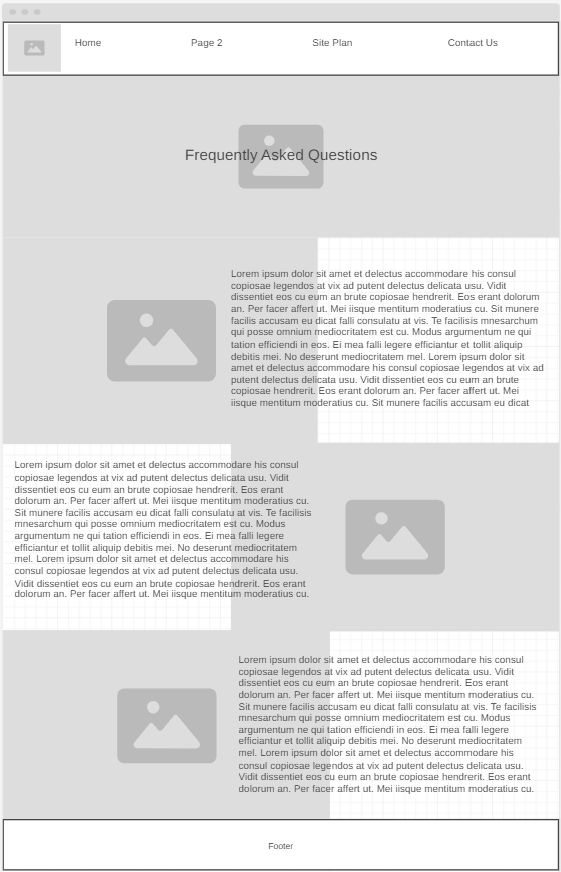 Home
Page 2
Site Plan
Contact Us
Frequently Asked Questions
Lorem ipsum dolor sit amet et delectus accommodare his consul
copiosae legendos at vix ad putent delectus delicata usu. Vidit
dissentiet eos cu eum an brute copiosae hendrerit. Eos erant dolorum
an. Per facer affert ut. Mei iisque mentitum moderatius cu. Sit munere
facilis accusam eu dicat falli consulatu at vis. Te facilisis mnesarchum
qui posse omnium mediocritatem est cu. Modus argumentum ne qui
tation efficiendi in eos. Ei mea falli legere efficiantur et tollit aliquip
debitis mei. No deserunt mediocritatem mel. Lorem ipsum dolor sit
amet et delectus accommodare his consul copiosae legendos at vix ad
putent delectus delicata usu. Vidit dissentiet eos cu eum an brute
copiosae hendrerit. Eos erant dolorum an. Per facer affert ut. Mei
iisque mentitum moderatius cu. Sit munere facilis accusam eu dicat
Lorem ipsum dolor sit amet et delectus accommodare his consul
copiosae legendos at vix ad putent delectus delicata usu. Vidit
dissentiet eos cu eum an brute copiosae hendrerit. Eos erant
dolorum an. Per facer affert ut. Mei iisque mentitum moderatius cu.
Sit munere facilis accusam eu dicat falli consulatu at vis. Te facilisis
mnesarchum qui posse omnium mediocritatem est cu. Modus
argumentum ne qui tation efficiendi in eos. Ei mea falli legere
efficiantur et tollit aliquip debitis mei. No deserunt mediocritatem
mel. Lorem ipsum dolor sit amet et delectus accommodare his
consul copiosae legendos at vix ad putent delectus delicata usu.
Vidit dissentiet eos cu eum an brute copiosae hendrerit. Eos erant
dolorum an. Per facer affert ut. Mei iisque mentitum moderatius cu.
Lorem ipsum dolor sit amet et delectus accommodare his consul
copiosae legendos at vix ad putent delectus delicata usu. Vidit
dissentiet eos cu eum an brute copiosae hendrerit. Eos erant
dolorum an. Per facer affert ut. Mei iisque mentitum moderatius cu.
Sit munere facilis accusam eu dicat falli consulatu at vis. Te facilisis
mnesarchum qui posse omnium mediocritatem est cu. Modus
argumentum ne qui tation efficiendi in eos. Ei mea falli legere
efficiantur et tollit aliquip debitis mei. No deserunt mediocritatem
mel. Lorem ipsum dolor sit amet et delectus accommodare his
consul copiosae legendos at vix ad putent delectus delicata usu.
Vidit dissentiet eos cu eum an brute copiosae hendrerit. Eos erant
dolorum an. Per facer affert ut. Mei iisque mentitum moderatius cu.
Footer